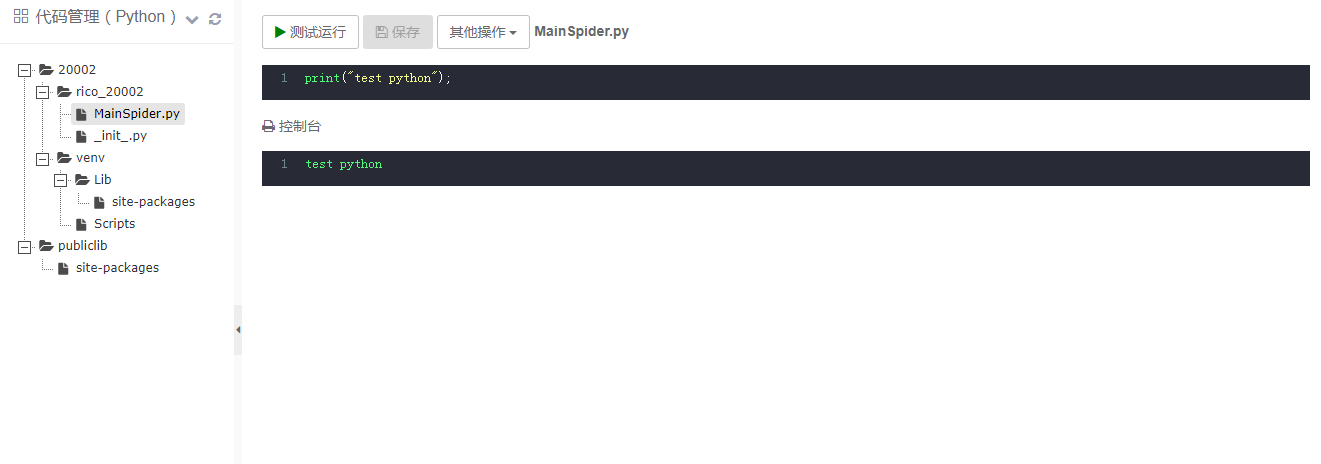 代码管理（Python）
20002
rico_20002
MainSpider.py
_init_.py
venv
Lib
site-packages
Scripts
publiclib
site-packages
测试运行 保存 其他操作 MainSpider.py
1 print("test python");
控制台
1 test python